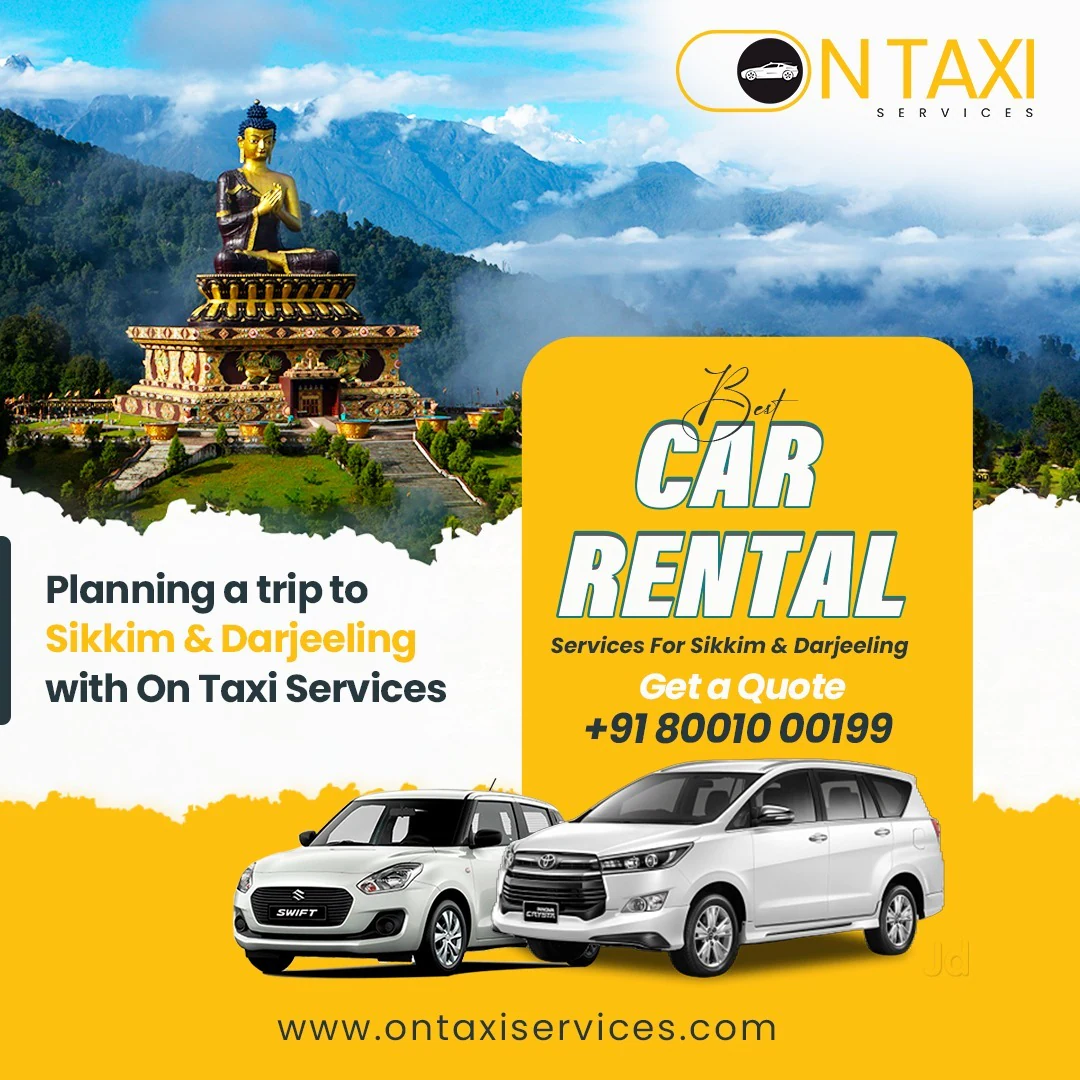 ON TAXI
SERVICES
Best
CAR
RENTAL
Services For Sikkim & Darjeeling
Get a Quote
+91 80010 00199
Planning a trip to
Sikkim & Darjeeling
with On Taxi Services
SWIFT
INNOVA
CRYSTA
Jd
www.ontaxiservices.com